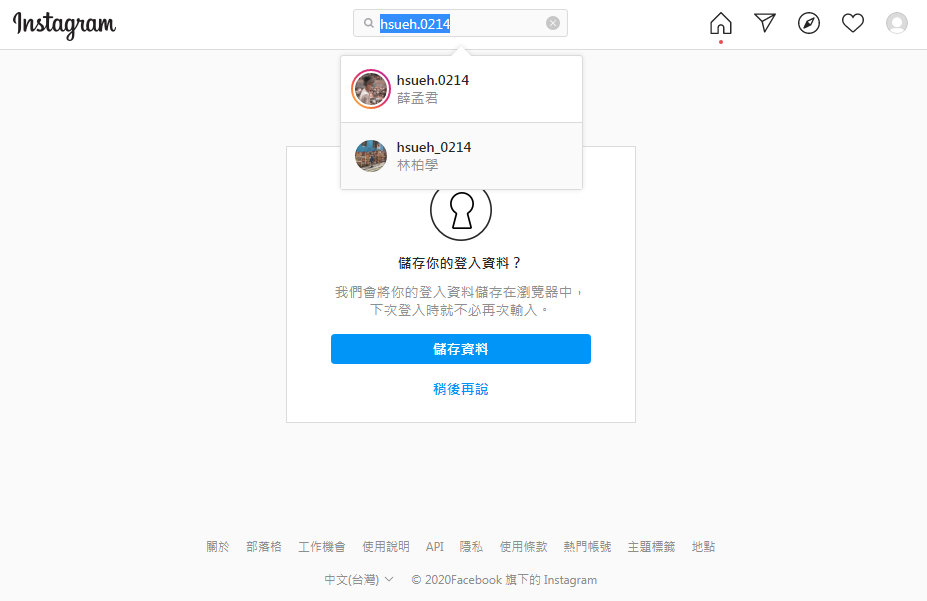 Instagram
hsueh.0214
hsueh.0214
薛孟君
hsueh_0214
林柏學
儲存你的登入資料？
我們會將你的登入資料儲存在瀏覽器中，
下次登入時就不必再次輸入。
儲存資料
稍後再說
關於 部落格 工作機會 使用說明 API 隱私 使用條款 熱門帳號 主題標籤 地點
中文(台灣) © 2020Facebook 旗下的 Instagram